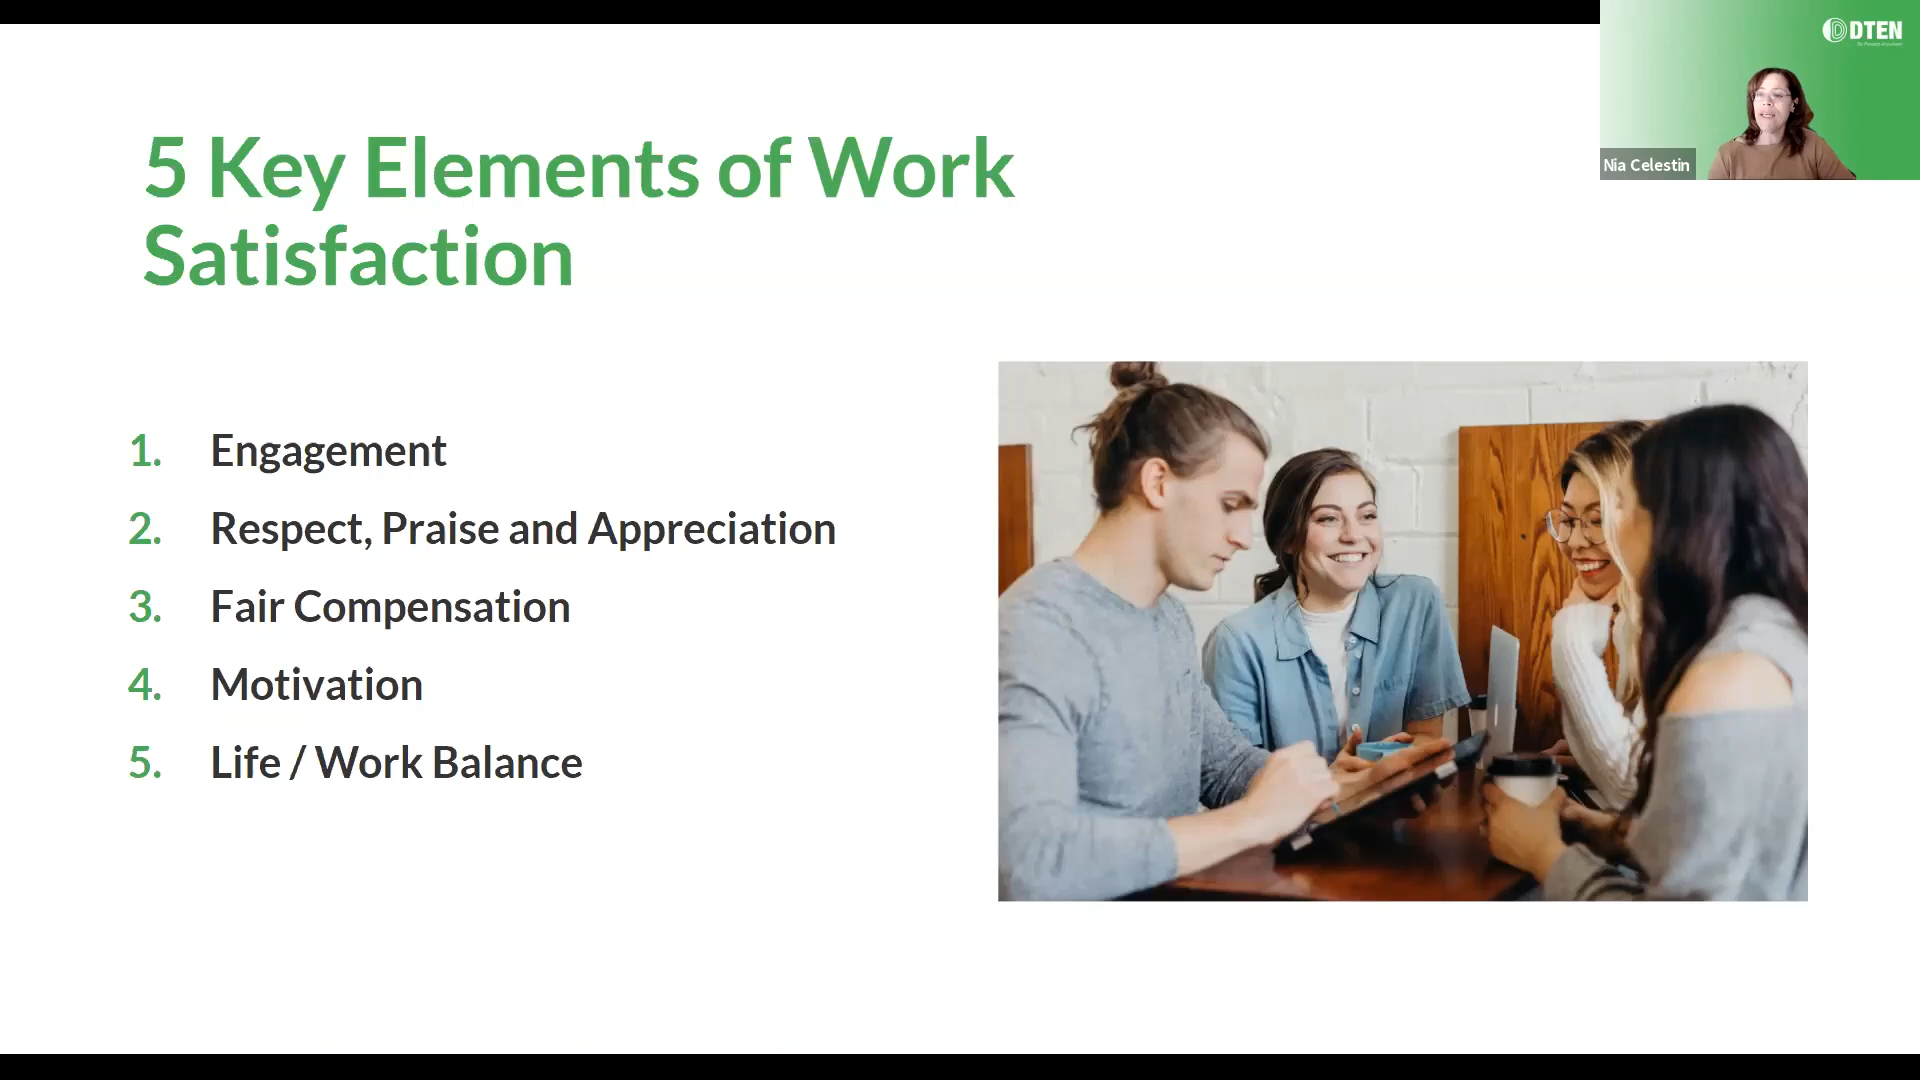 DTEN
Nia Celestin
5 Key Elements of Work
Satisfaction
1. Engagement
2. Respect, Praise and Appreciation
3. Fair Compensation
4. Motivation
5. Life / Work Balance